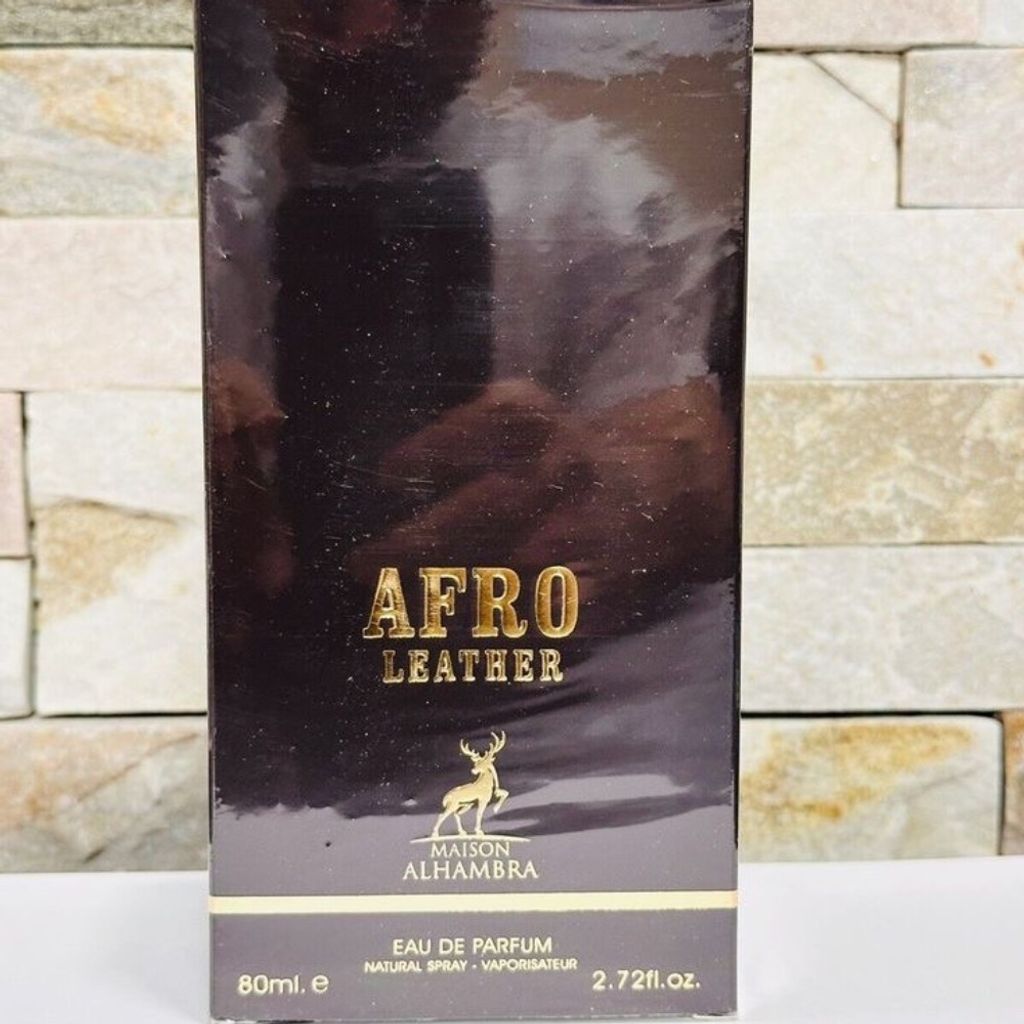 AFRO
LEATHER
MAISON
ALHAMBRA
EAU DE PARFUM
NATURAL SPRAY - VAPORISATEUR
80ml. e 2.72fl.oz.